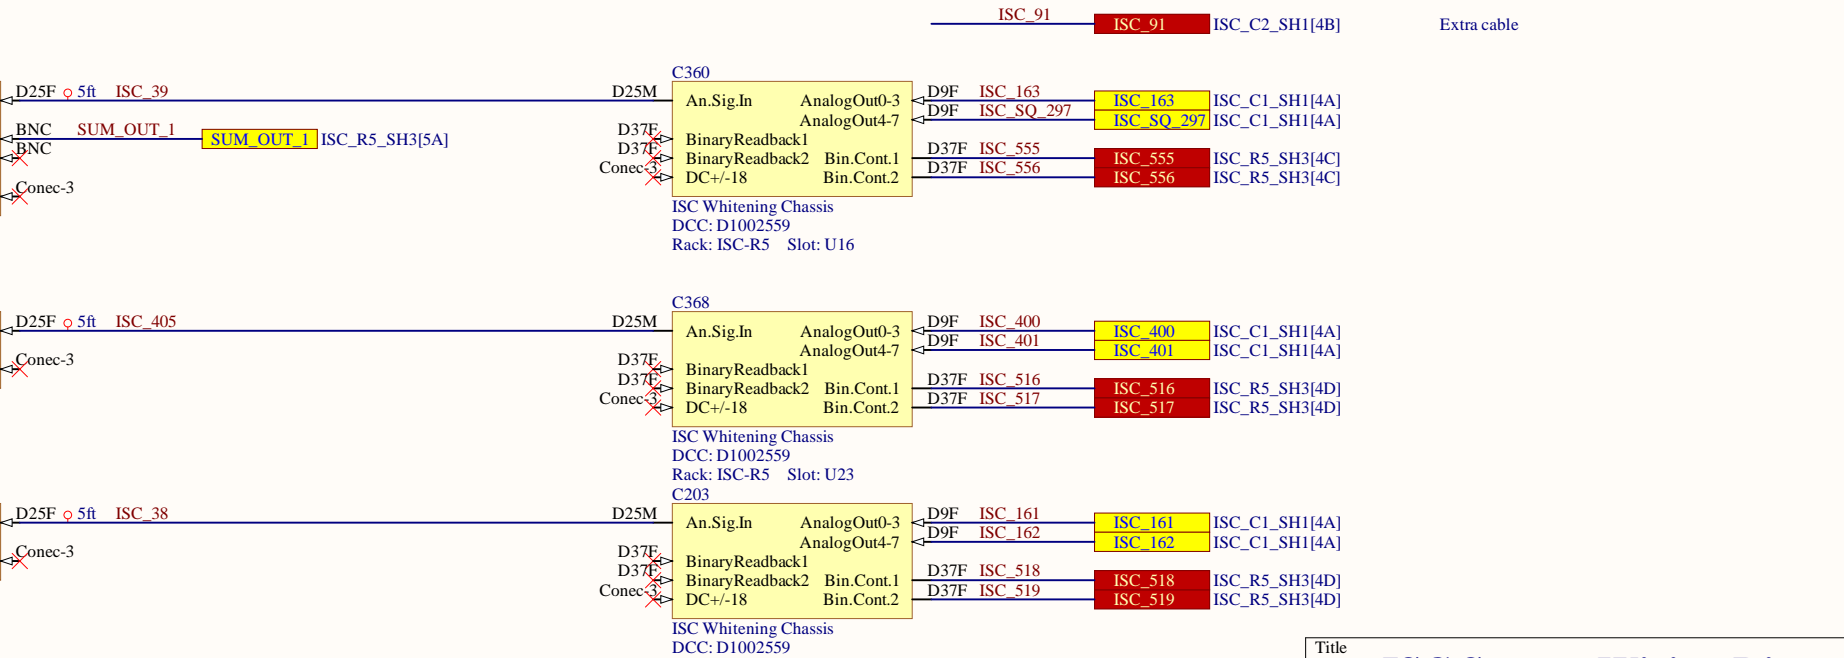 ISC_91 ISC_91 ISC_C2_SH1[4B] Extra cable
C360
D25F 5ft ISC_39 D25M An.Sig.In AnalogOut0-3 D9F ISC_163 ISC_163 ISC_C1_SH1[4A]
AnalogOut4-7 D9F ISC_SQ_297 ISC_SQ_297 ISC_C1_SH1[4A]
BNC SUM_OUT_1 SUM_OUT_1 ISC_R5_SH3[5A] D37F BinaryReadback1
BNC D37F BinaryReadback2 Bin.Cont.1 D37F ISC_555 ISC_555 ISC_R5_SH3[4C]
Conec-3 DC+/-18 Bin.Cont.2 D37F ISC_556 ISC_556 ISC_R5_SH3[4C]
Conec-3
ISC Whitening Chassis
DCC: D1002559
Rack: ISC-R5 Slot: U16
C368
D25F 5ft ISC_405 D25M An.Sig.In AnalogOut0-3 D9F ISC_400 ISC_400 ISC_C1_SH1[4A]
AnalogOut4-7 D9F ISC_401 ISC_401 ISC_C1_SH1[4A]
Conec-3 D37F BinaryReadback1
D37F BinaryReadback2 Bin.Cont.1 D37F ISC_516 ISC_516 ISC_R5_SH3[4D]
Conec-3 DC+/-18 Bin.Cont.2 D37F ISC_517 ISC_517 ISC_R5_SH3[4D]
ISC Whitening Chassis
DCC: D1002559
Rack: ISC-R5 Slot: U23
C203
D25F 5ft ISC_38 D25M An.Sig.In AnalogOut0-3 D9F ISC_161 ISC_161 ISC_C1_SH1[4A]
AnalogOut4-7 D9F ISC_162 ISC_162 ISC_C1_SH1[4A]
Conec-3 D37F BinaryReadback1
D37F BinaryReadback2 Bin.Cont.1 D37F ISC_518 ISC_518 ISC_R5_SH3[4D]
Conec-3 DC+/-18 Bin.Cont.2 D37F ISC_519 ISC_519 ISC_R5_SH3[4D]
ISC Whitening Chassis
DCC: D1002559
Title